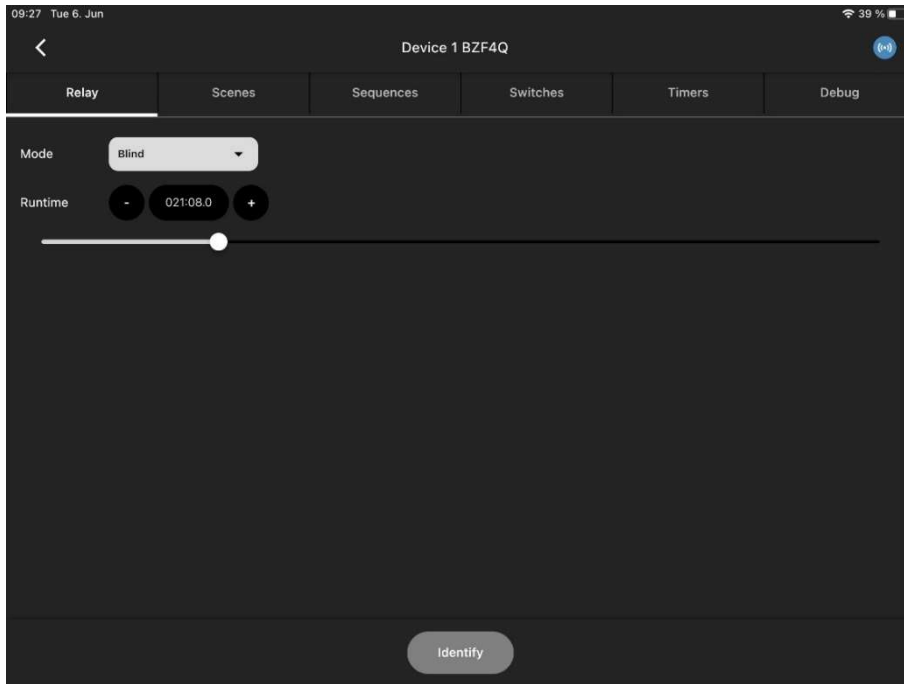 09:27 Tue 6. Jun 39 %
Device 1 BZF4Q
Relay Scenes Sequences Switches Timers Debug
Mode Blind
Runtime - 021:08.0 +
Identify